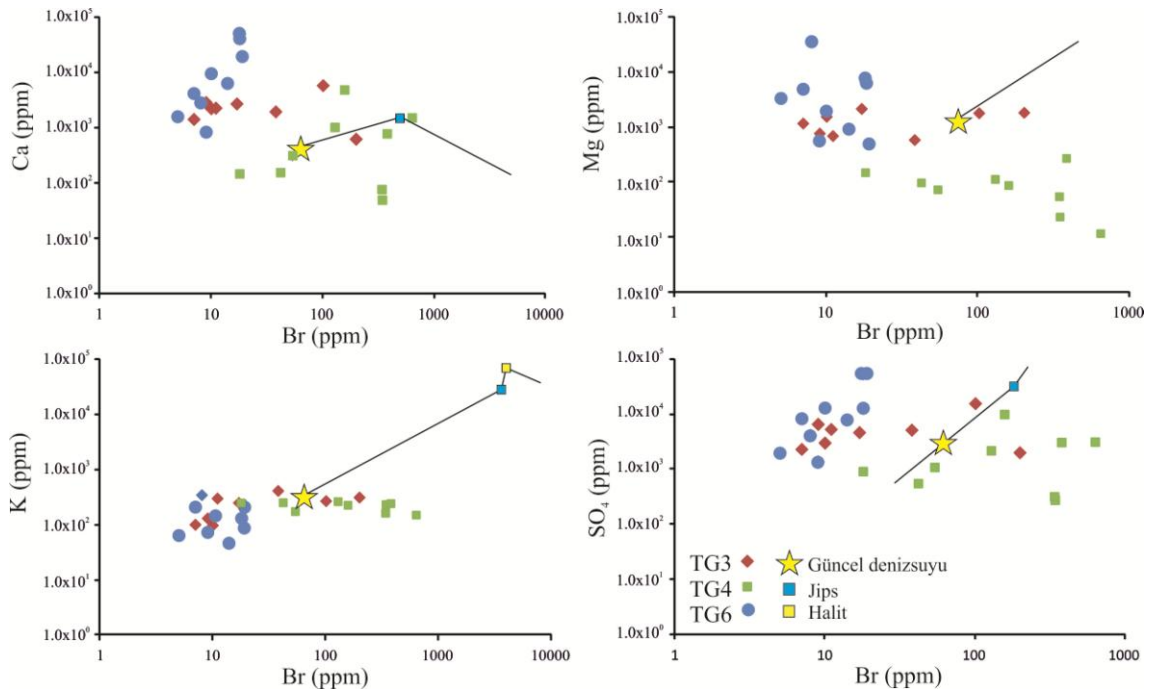 Ca (ppm)
1.0x10⁵
1.0x10⁴
1.0x10³
1.0x10²
1.0x10¹
1.0x10⁰
1 10 100 1000 10000
Br (ppm)
Mg (ppm)
1.0x10⁵
1.0x10⁴
1.0x10³
1.0x10²
1.0x10¹
1.0x10⁰
1 10 100 1000
Br (ppm)
K (ppm)
1.0x10⁵
1.0x10⁴
1.0x10³
1.0x10²
1.0x10¹
1.0x10⁰
1 10 100 1000 10000
Br (ppm)
SO₄ (ppm)
1.0x10⁵
1.0x10⁴
1.0x10³
1.0x10²
1.0x10¹
1.0x10⁰
TG3 Güncel denizsuyu
TG4 Jips
TG6 Halit
1 10 100 1000
Br (ppm)